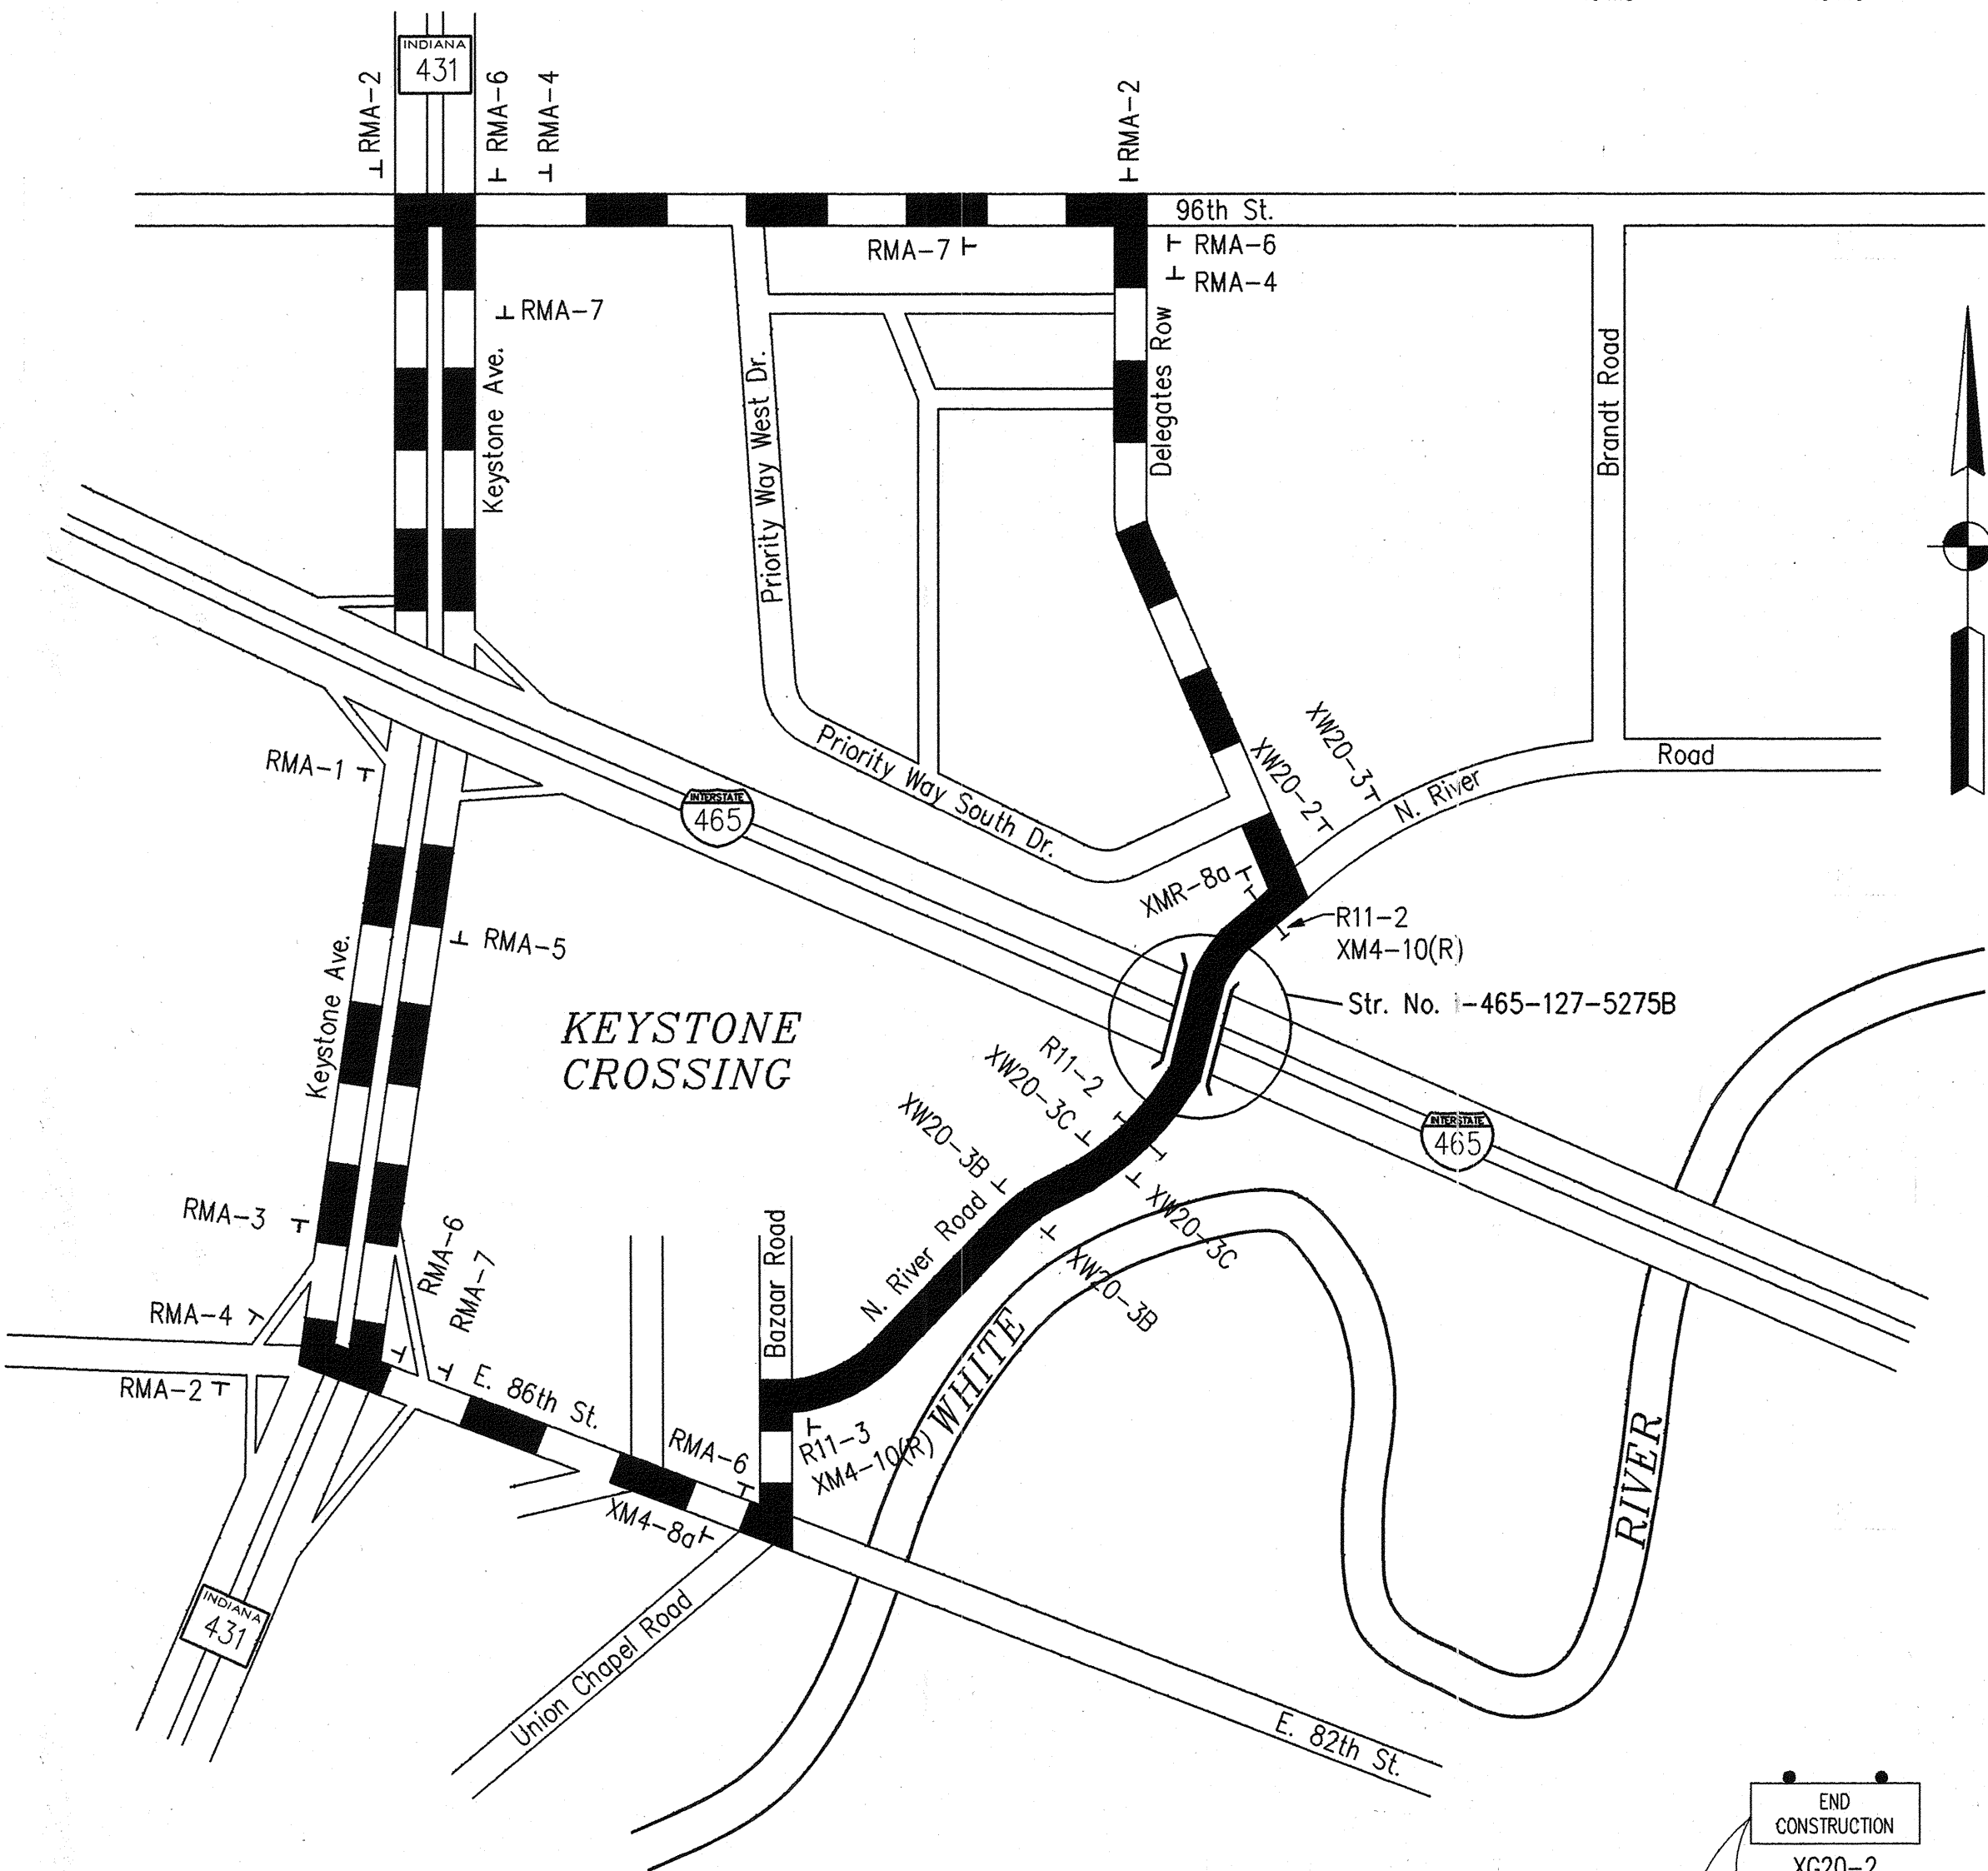 INDIANA
431
RMA-2
RMA-6
RMA-4
RMA-2
96th St.
RMA-7
RMA-6
RMA-4
RMA-7
Keystone Ave.
Priority Way West Dr.
Delegates Row
Brandt Road
XW20-3
XW20-2
Road
N. River
RMA-1
INTERSTATE
465
Priority Way South Dr.
XMR-8a
R11-2
XM4-10(R)
RMA-5
Keystone Ave.
Str. No. i-465-127-5275B
KEYSTONE
CROSSING
R11-2
XW20-3C
XW20-3B
INTERSTATE
465
RMA-3
RMA-6
RMA-7
N. River Road
XW20-3C
XW20-3B
Bazaar Road
RMA-4
RMA-2
E. 86th St.
WHITE
RMA-6
R11-3
XM4-10(R)
RIVER
XM4-8a
INDIANA
431
Union Chapel Road
E. 82th St.
END
CONSTRUCTION
XG20-2